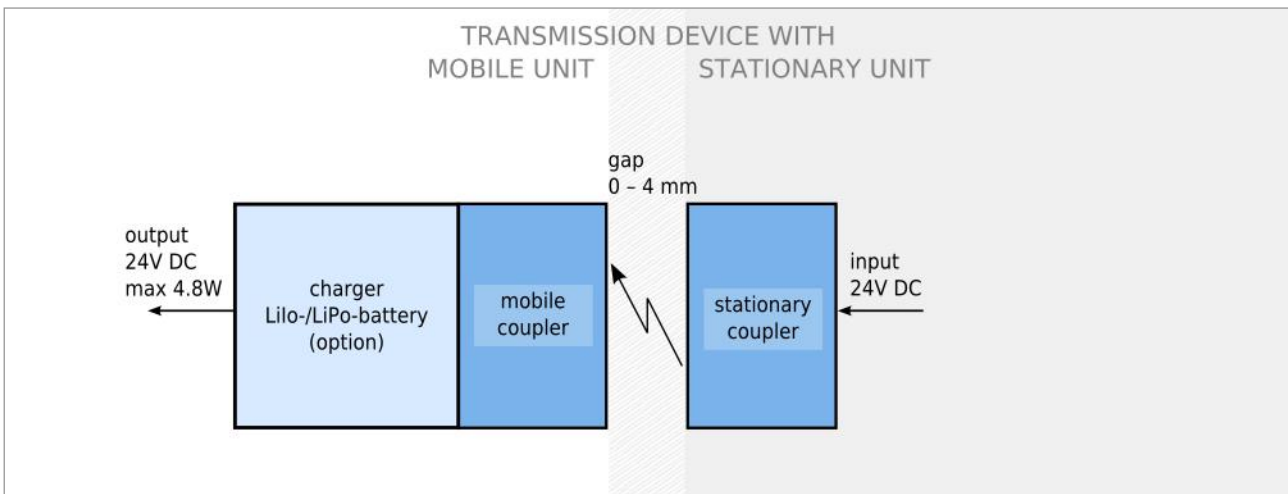 TRANSMISSION DEVICE WITH
MOBILE UNIT
STATIONARY UNIT
gap
0 – 4 mm
output
24V DC
max 4.8W
charger
LiIo-/LiPo-battery
(option)
mobile
coupler
stationary
coupler
input
24V DC